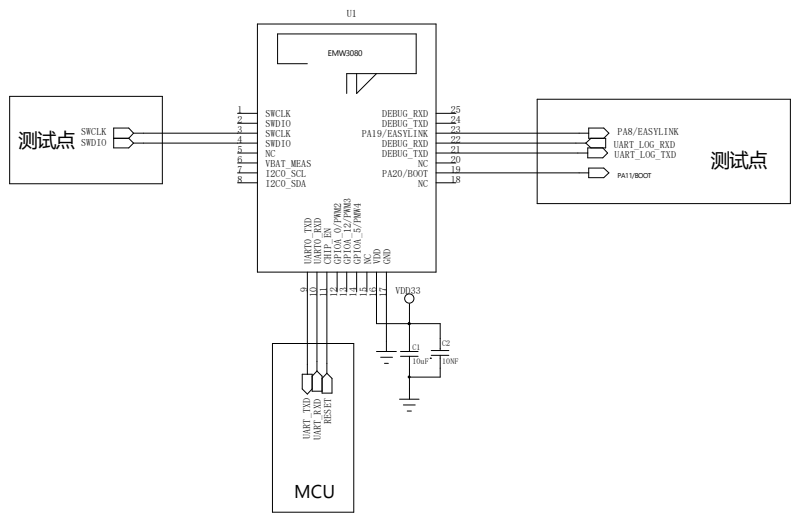 U1
EMW3080
测试点
SWCLK
SWDIO
1 SWCLK
2 SWDIO
3 SWCLK
4 SWDIO
5 NC
6 VBAT_MEAS
7 I2C0_SCL
8 I2C0_SDA
DEBUG_RXD 25
DEBUG_TXD 24
PA19/EASYLINK 23
DEBUG_RXD 22
DEBUG_TXD 21
NC 20
PA20/BOOT 19
NC 18
PA8/EASYLINK
UART_LOG_RXD
UART_LOG_TXD
PA11/BOOT
测试点
UART0_TXD
UART0_RXD
CHIP_EN
GPIOA_0/PWM2
GPIOA_12/PWM3
GPIOA_5/PMW4
NC
VDD
GND
9
10
11
12
13
14
15
16
17
VDD33
C1
10uF
C2
10NF
UART_TXD
UART_RXD
RESET
MCU